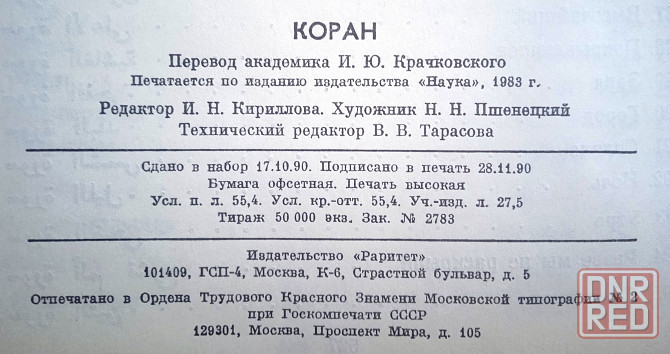 КОРАН
Перевод академика И. Ю. Крачковского
Печатается по изданию издательства «Наука», 1983 г.
Редактор И. Н. Кириллова. Художник Н. Н. Пшенецкий
Технический редактор В. В. Тарасова
Сдано в набор 17.10.90. Подписано в печать 28.11.90
Бумага офсетная. Печать высокая
Усл. п. л. 55,4. Усл. кр.-отт. 55,4. Уч.-изд. л. 27,5
Тираж 50 000 экз. Зак. № 2783
Издательство «Раритет»
101409, ГСП-4, Москва, К-6, Страстной бульвар, д. 5
Отпечатано в Ордена Трудового Красного Знамени Московской типографии № 2
при Госкомпечати СССР
129301, Москва, Проспект Мира, д. 105
DNR
RED